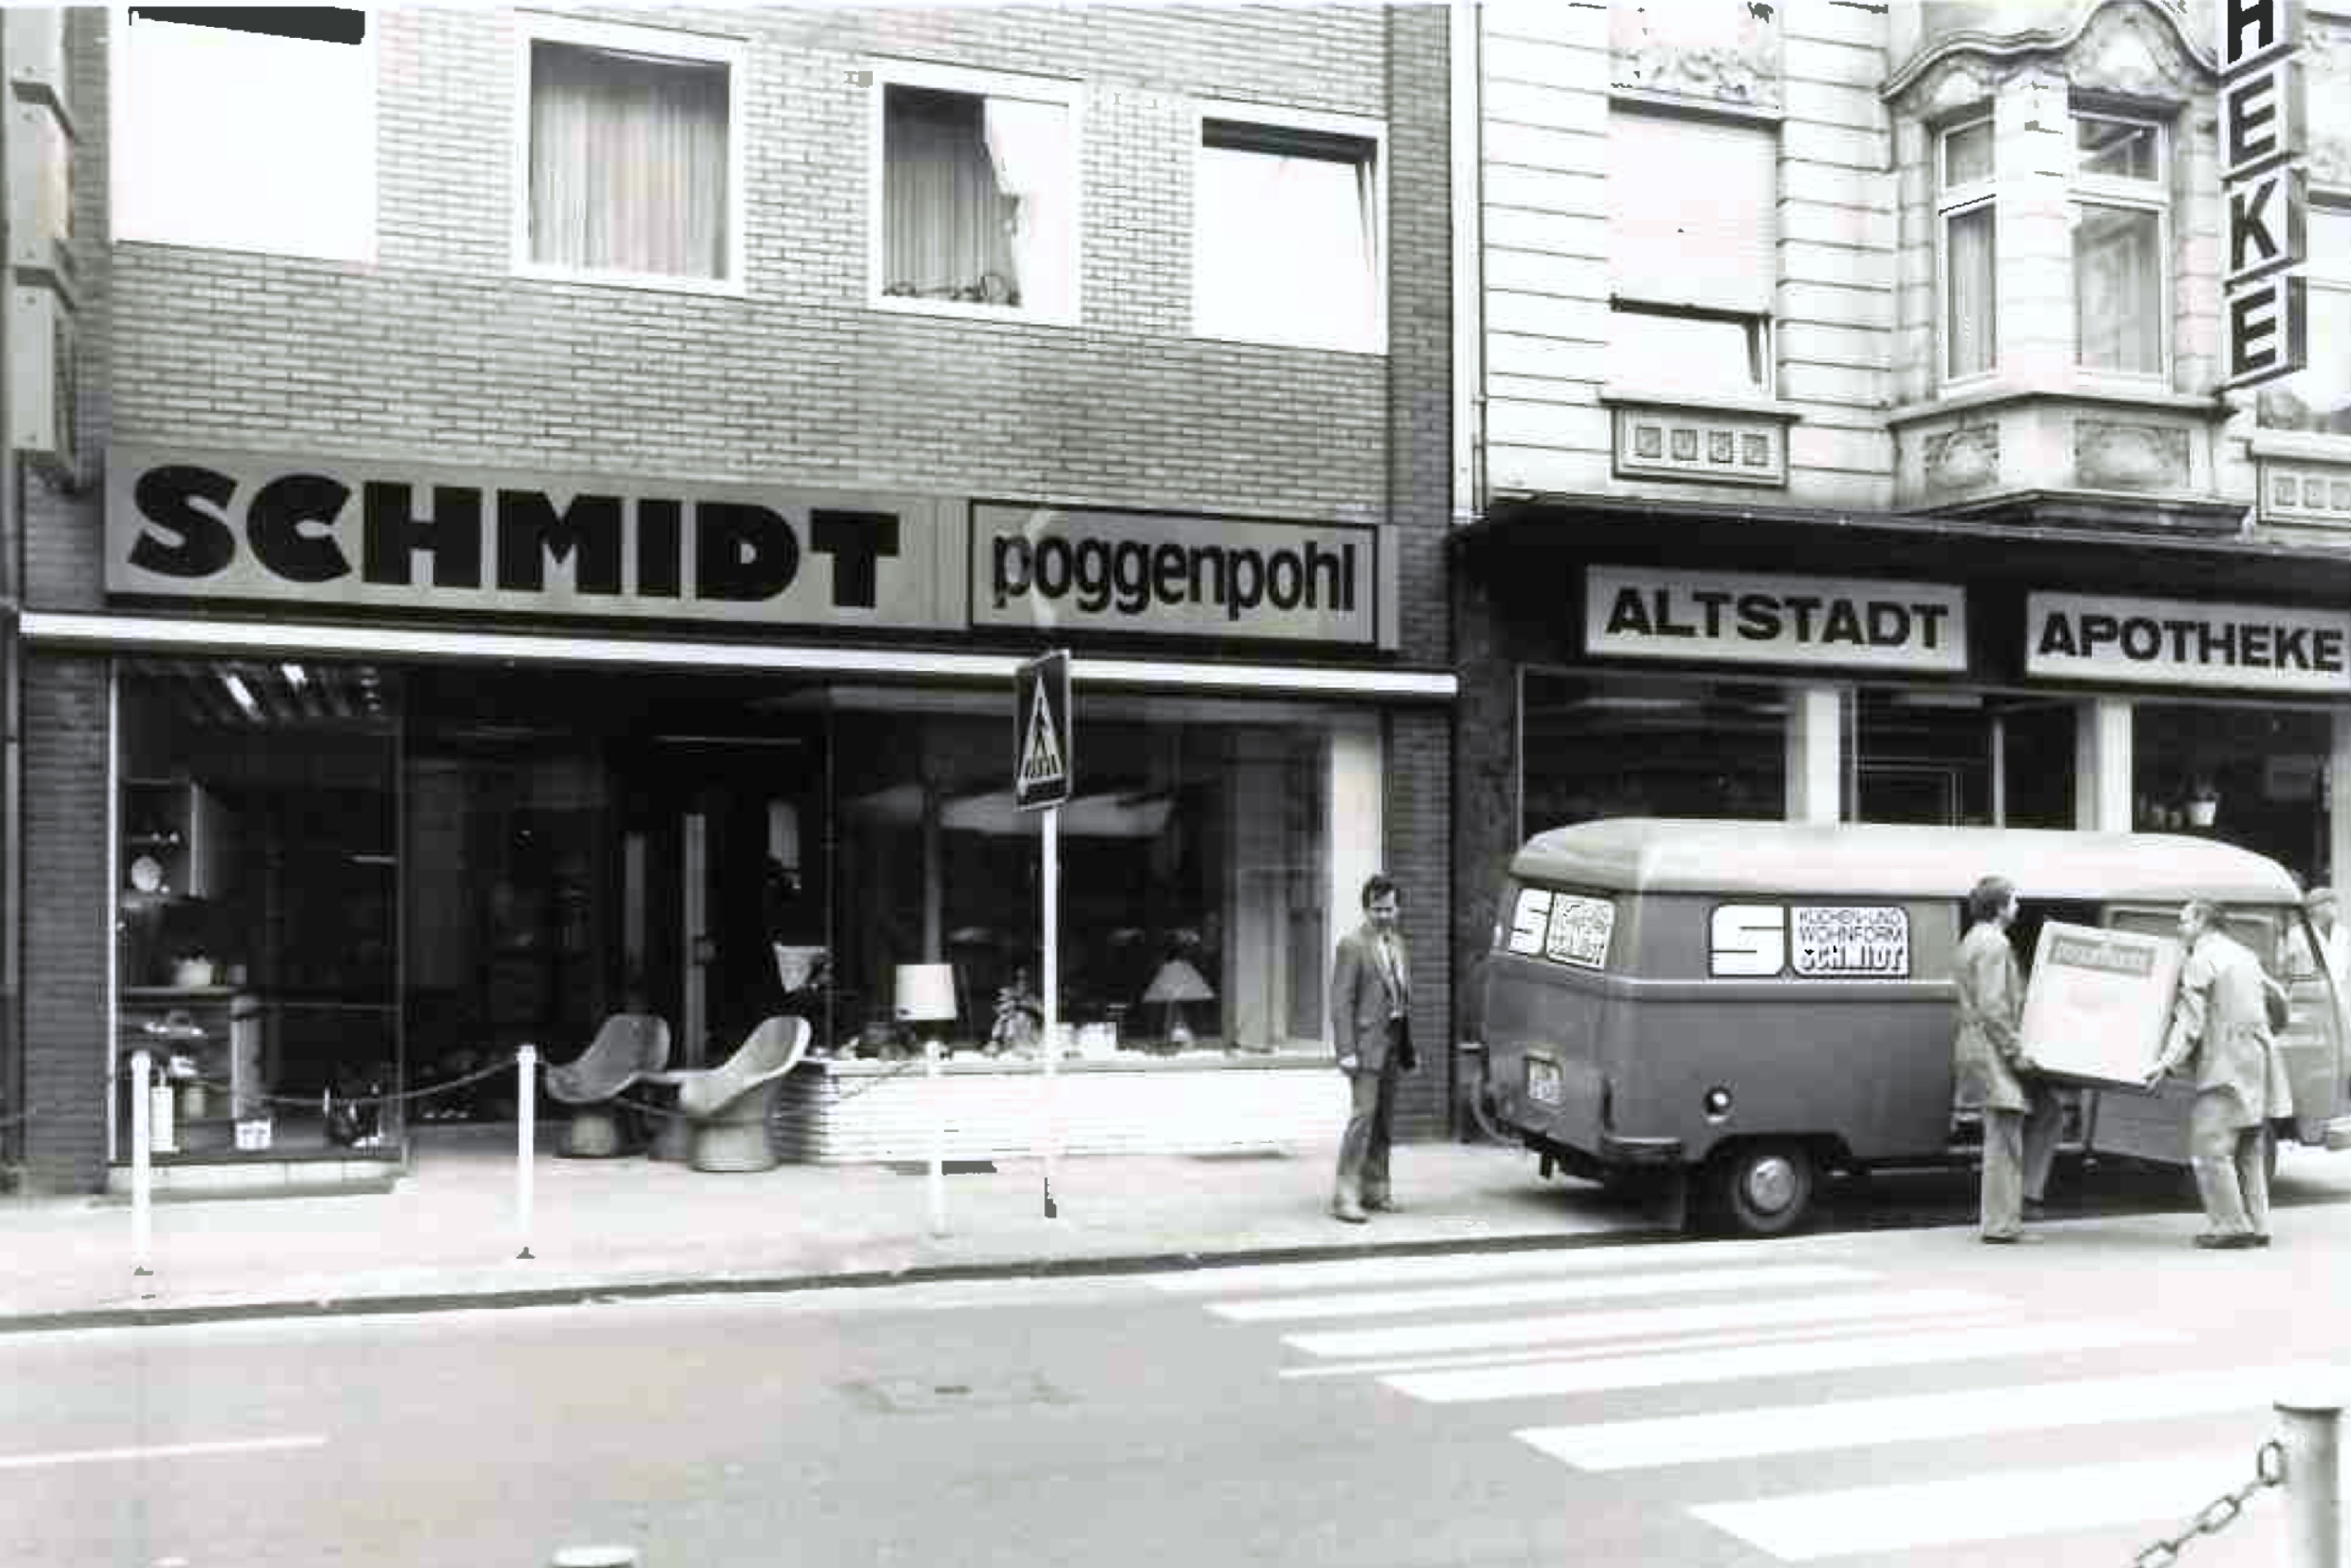 SCHMIDT
poggenpohl
HEKE
ALTSTADT
APOTHEKE
S
S
KÜCHEN-UND
WOHNFORM
SCHMIDT